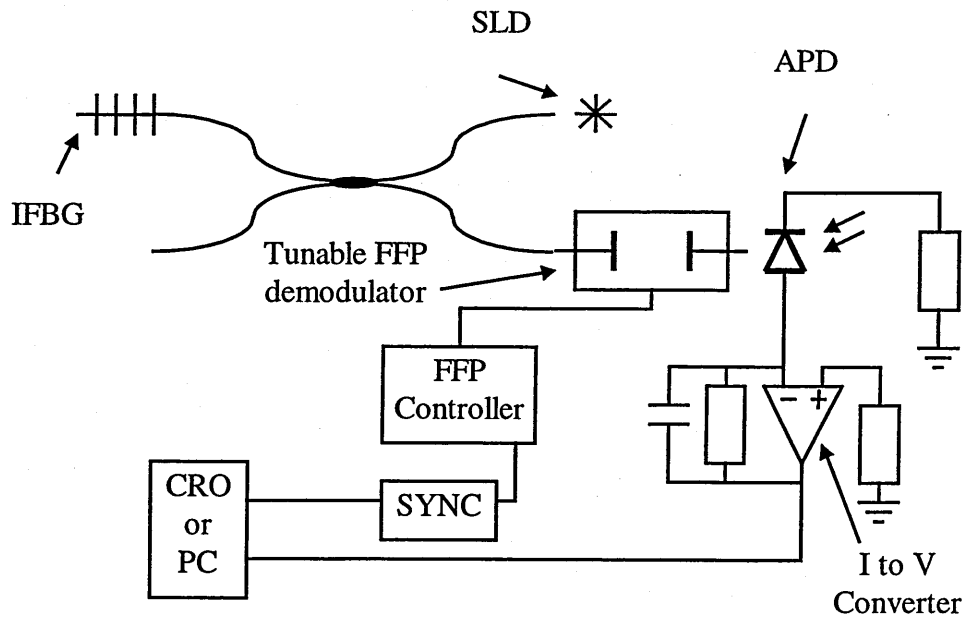 SLD
APD
IFBG
Tunable FFP
demodulator
FFP
Controller
− +
CRO
or
PC
SYNC
I to V
Converter